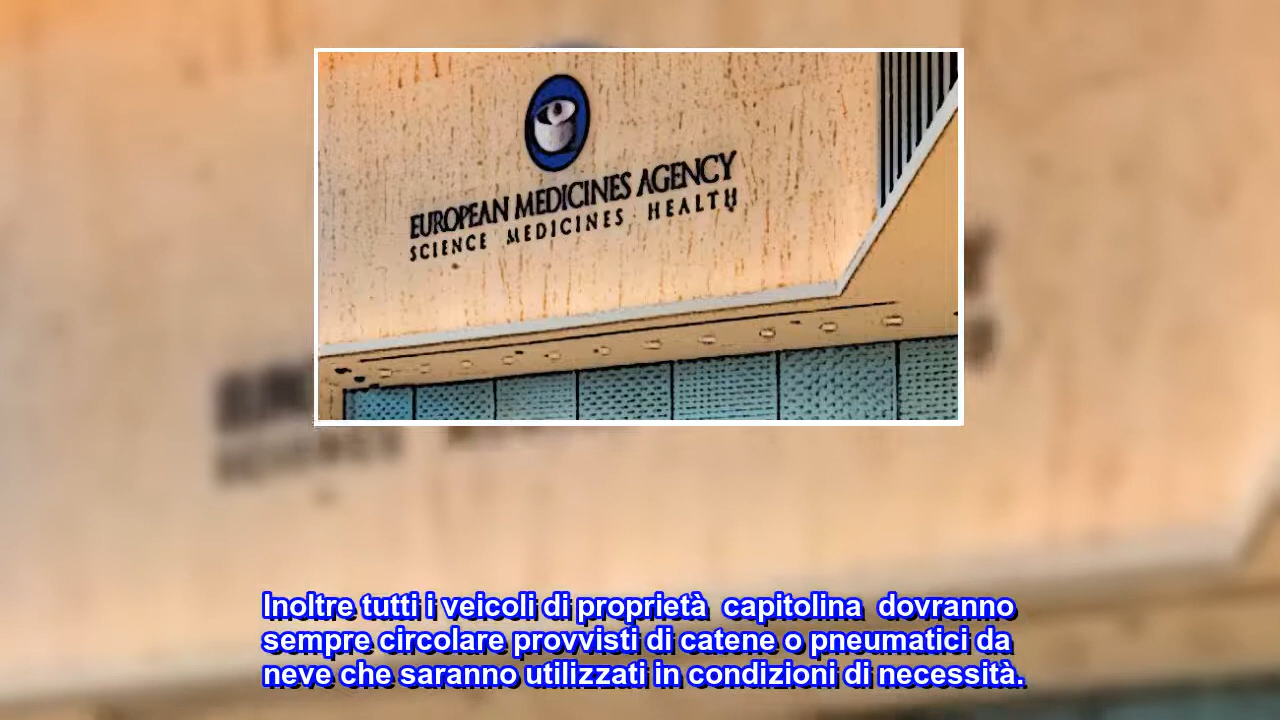 EUROPEAN MEDICINES AGENCY
SCIENCE MEDICINES HEALTH
Inoltre tutti i veicoli di proprietà capitolina dovranno
sempre circolare provvisti di catene o pneumatici da
neve che saranno utilizzati in condizioni di necessità.